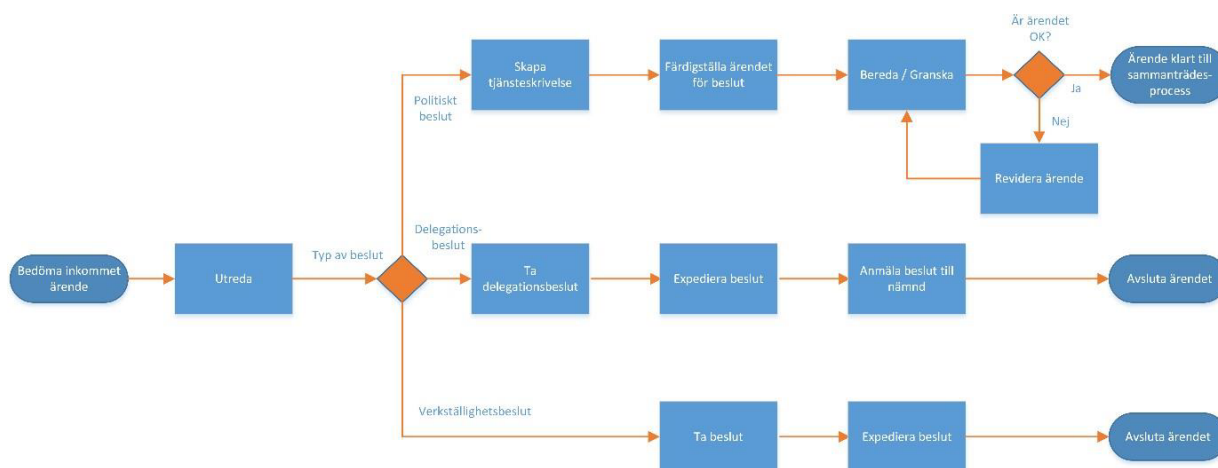 Är ärendet
OK?
Skapa
tjänsteskrivelse
Färdigställa ärendet
för beslut
Bereda / Granska
Ärende klart till
sammanträdes-
process
Ja
Politiskt
beslut
Nej
Revidera ärende
Delegations-
beslut
Bedöma inkommet
ärende
Utreda
Typ av beslut
Ta
delegationsbeslut
Expediera beslut
Anmäla beslut till
nämnd
Avsluta ärendet
Verkställighetsbeslut
Ta beslut
Expediera beslut
Avsluta ärendet